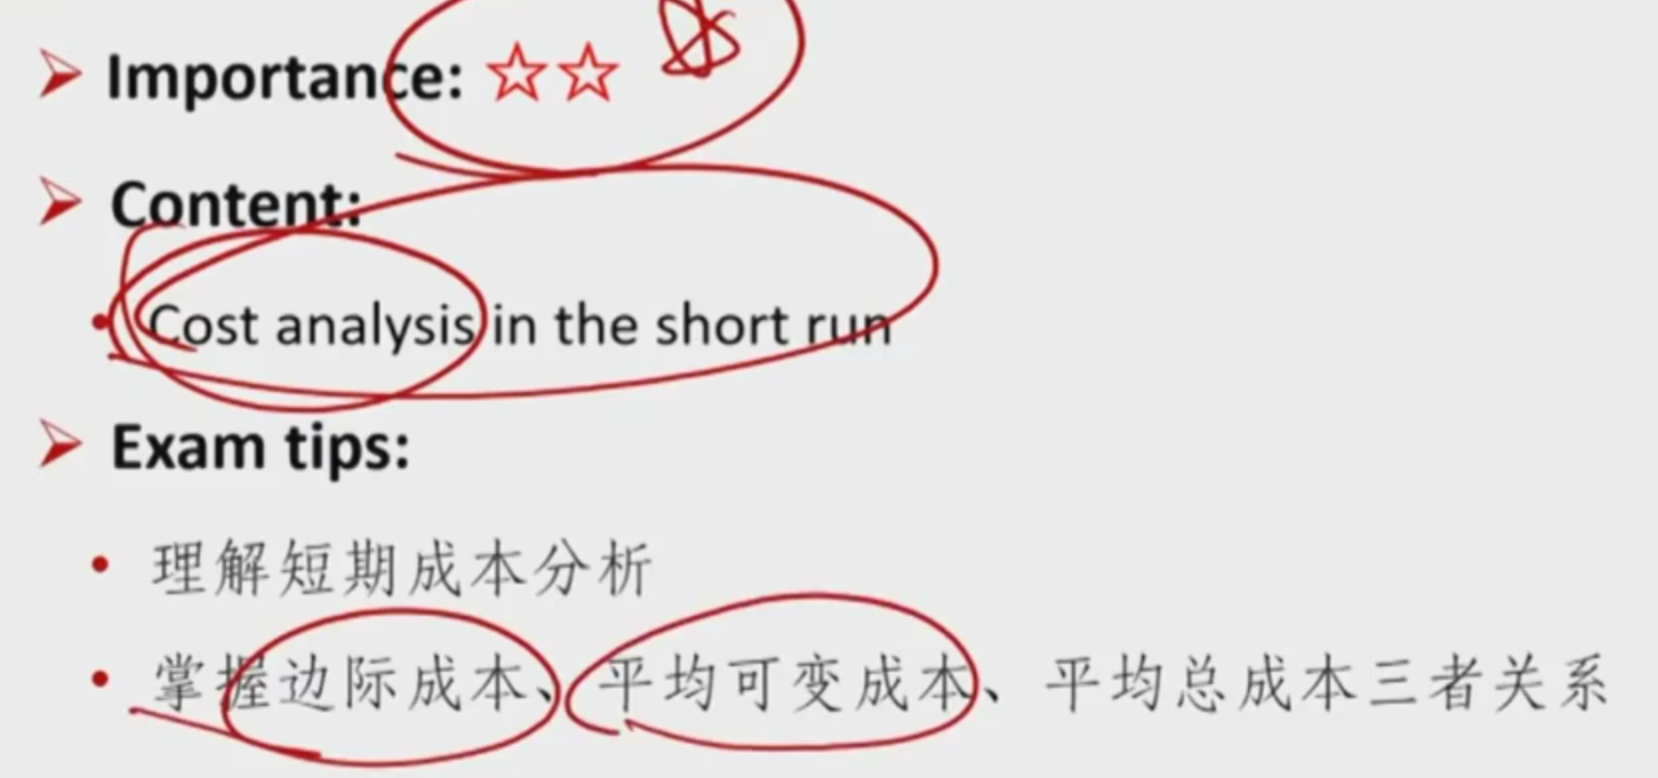 Importance: ☆☆
Content:
Cost analysis in the short run
Exam tips:
理解短期成本分析
掌握边际成本、平均可变成本、平均总成本三者关系